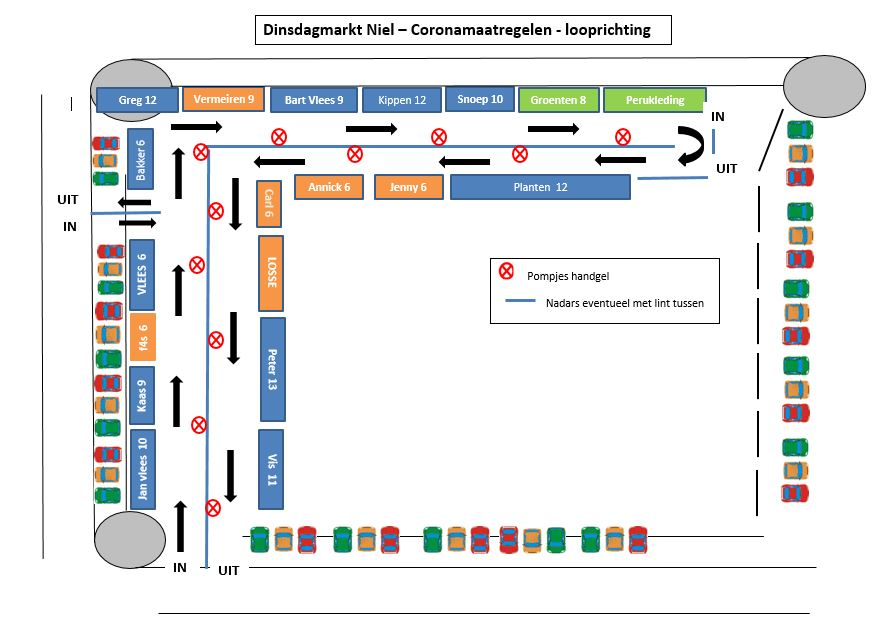 Dinsdagmarkt Niel – Coronamaatregelen - looprichting
Greg 12
Vermeiren 9
Bart Vlees 9
Kippen 12
Snoep 10
Groenten 8
Perukleding
IN
UIT
Bakker 6
UIT
IN
VLEES 6
f4s 6
Kaas 9
Jan vlees 10
Carl 6
Annick 6
Jenny 6
Planten 12
LOSSE
Peter 13
Vis 11
Pompjes handgel
Nadars eventueel met lint tussen
IN
UIT